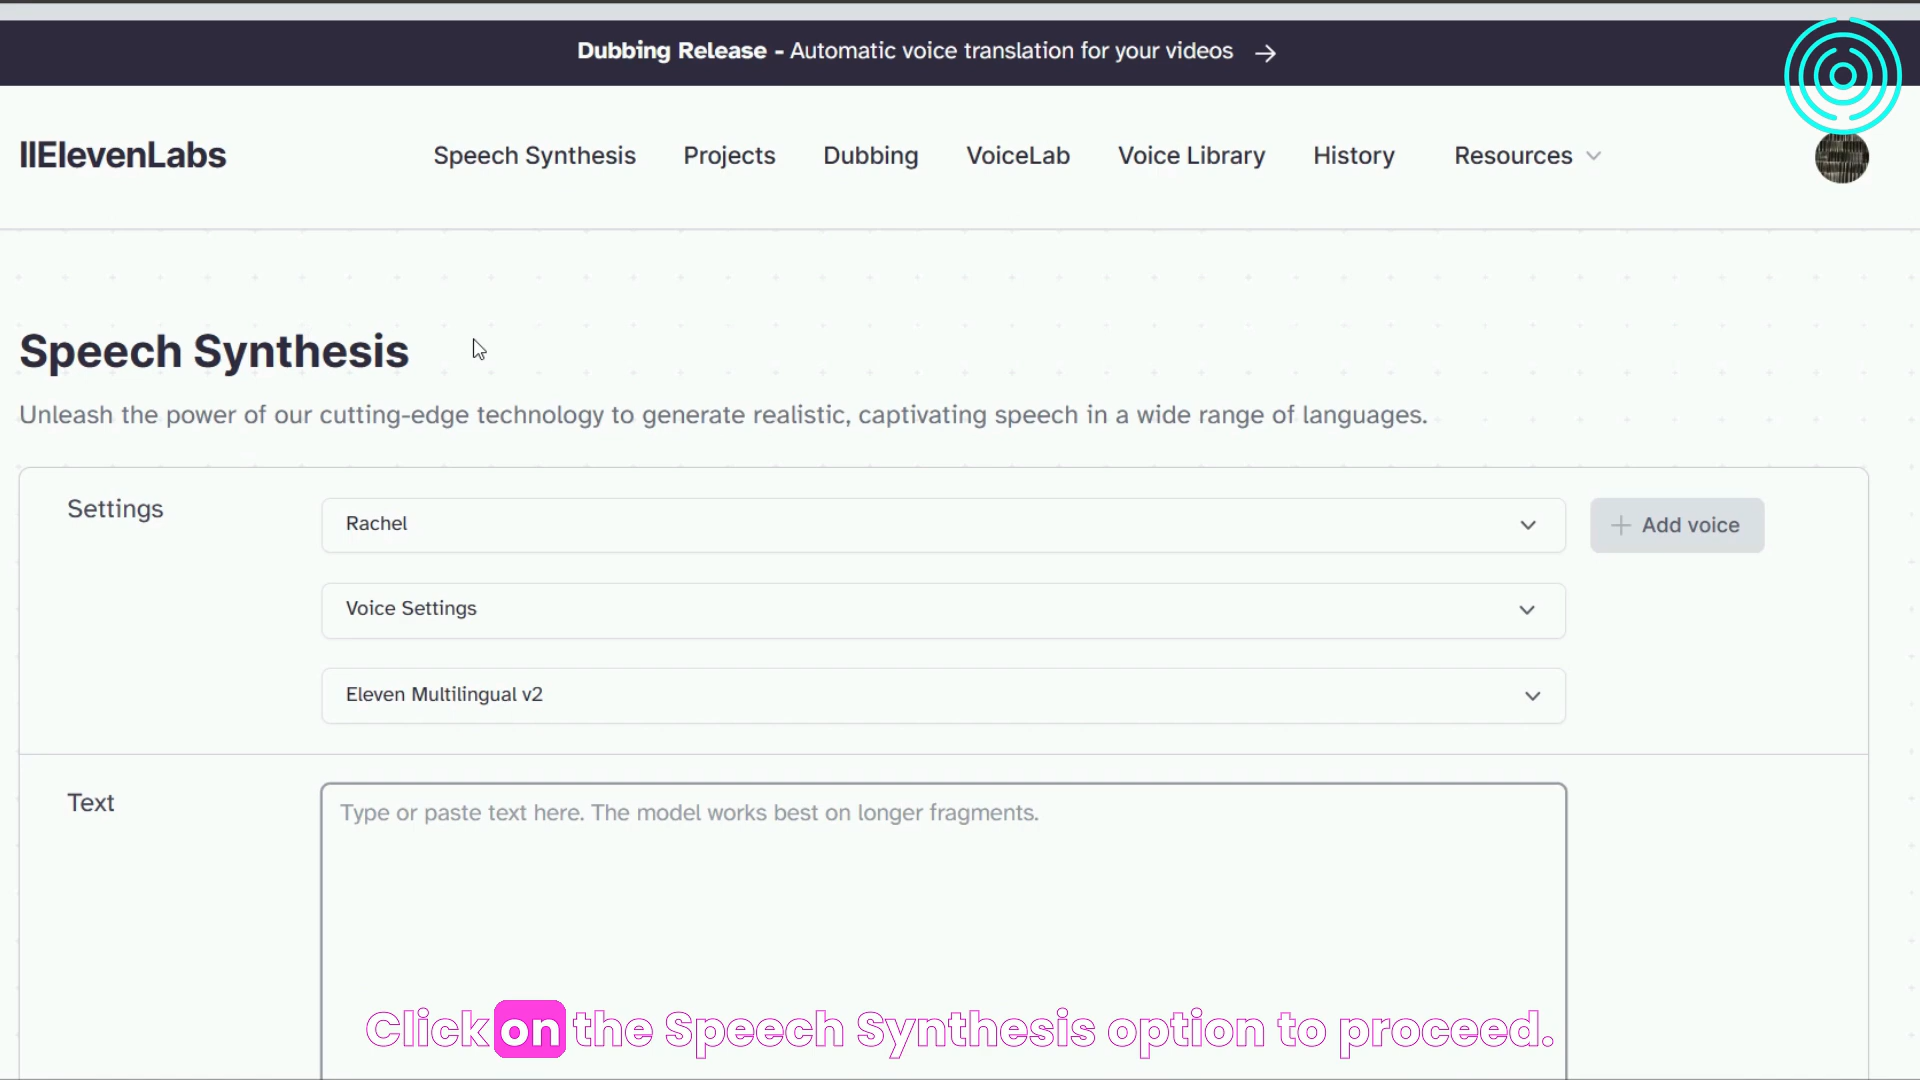 Dubbing Release - Automatic voice translation for your videos →
IIElevenLabs
Speech Synthesis Projects Dubbing VoiceLab Voice Library History Resources
Speech Synthesis
Unleash the power of our cutting-edge technology to generate realistic, captivating speech in a wide range of languages.
Settings
Rachel
+ Add voice
Voice Settings
Eleven Multilingual v2
Text
Type or paste text here. The model works best on longer fragments.
Click on the Speech Synthesis option to proceed.